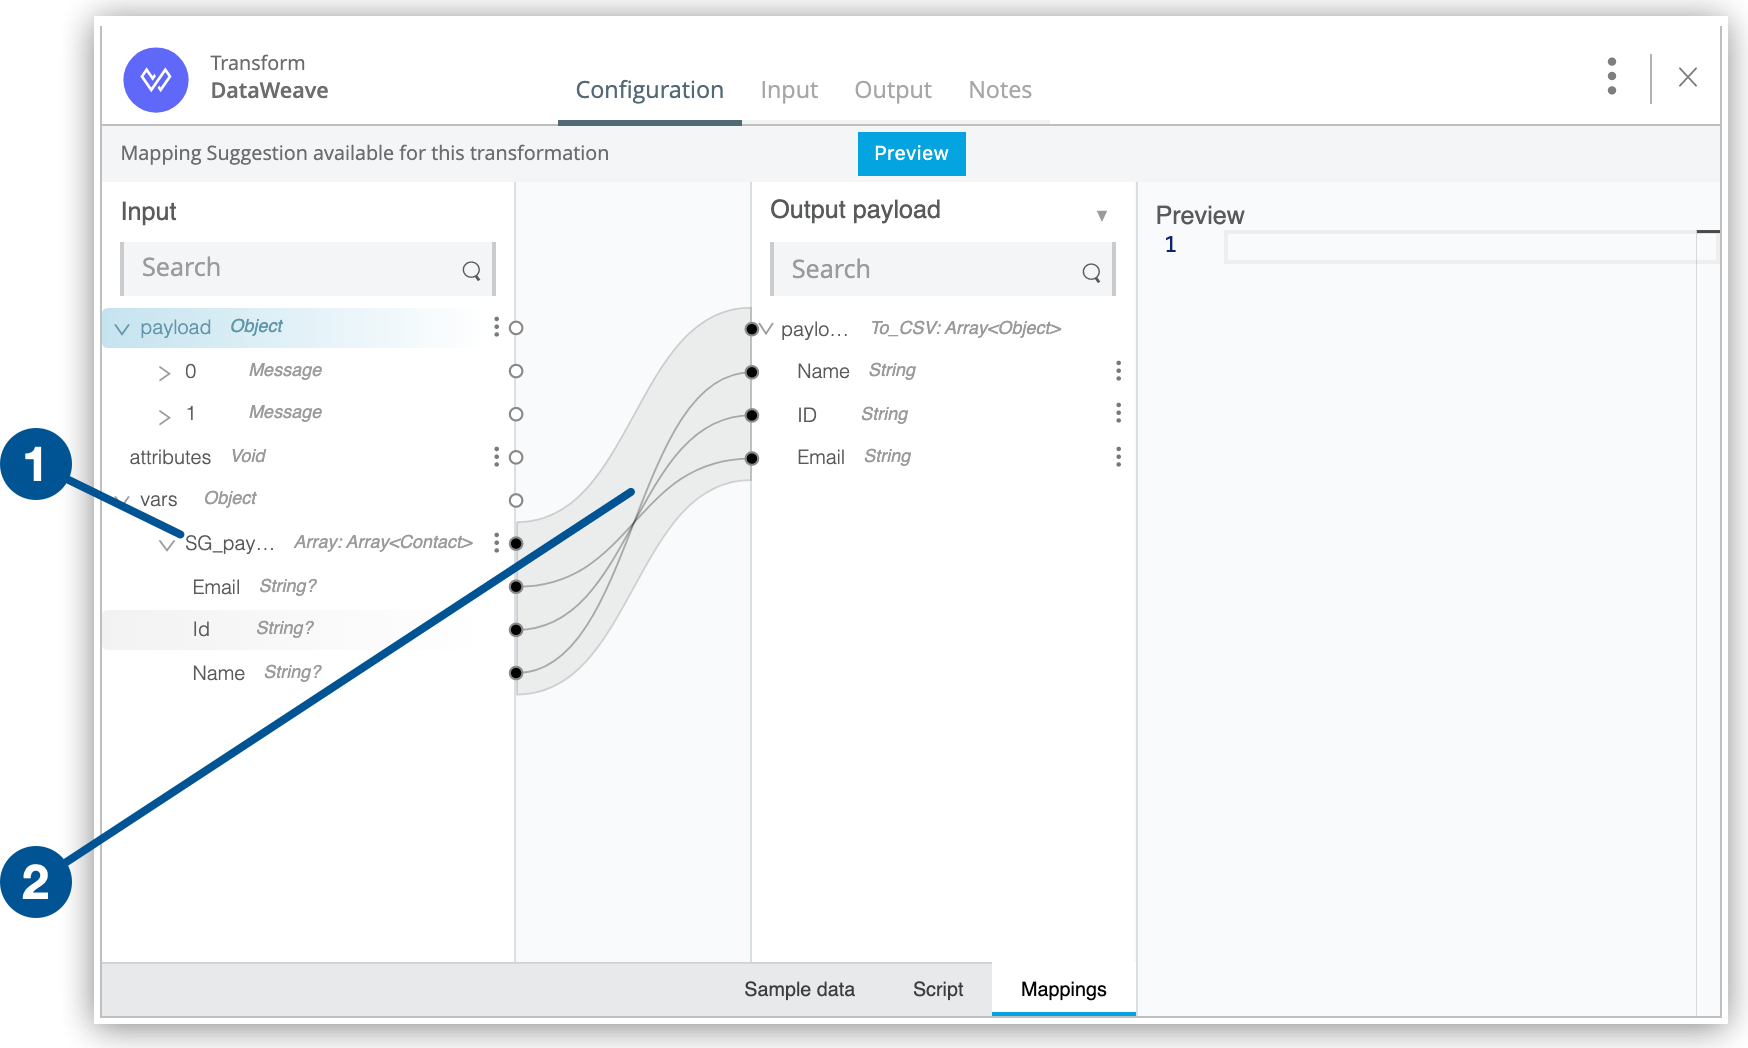 Transform
DataWeave
Configuration Input Output Notes
Mapping Suggestion available for this transformation Preview
Input
Search
payload Object
0 Message
1 Message
attributes Void
vars Object
SG_pay... Array: Array<Contact>
Email String?
Id String?
Name String?
Output payload
Search
paylo... To_CSV: Array<Object>
Name String
ID String
Email String
Preview
1
1
2
Sample data Script Mappings